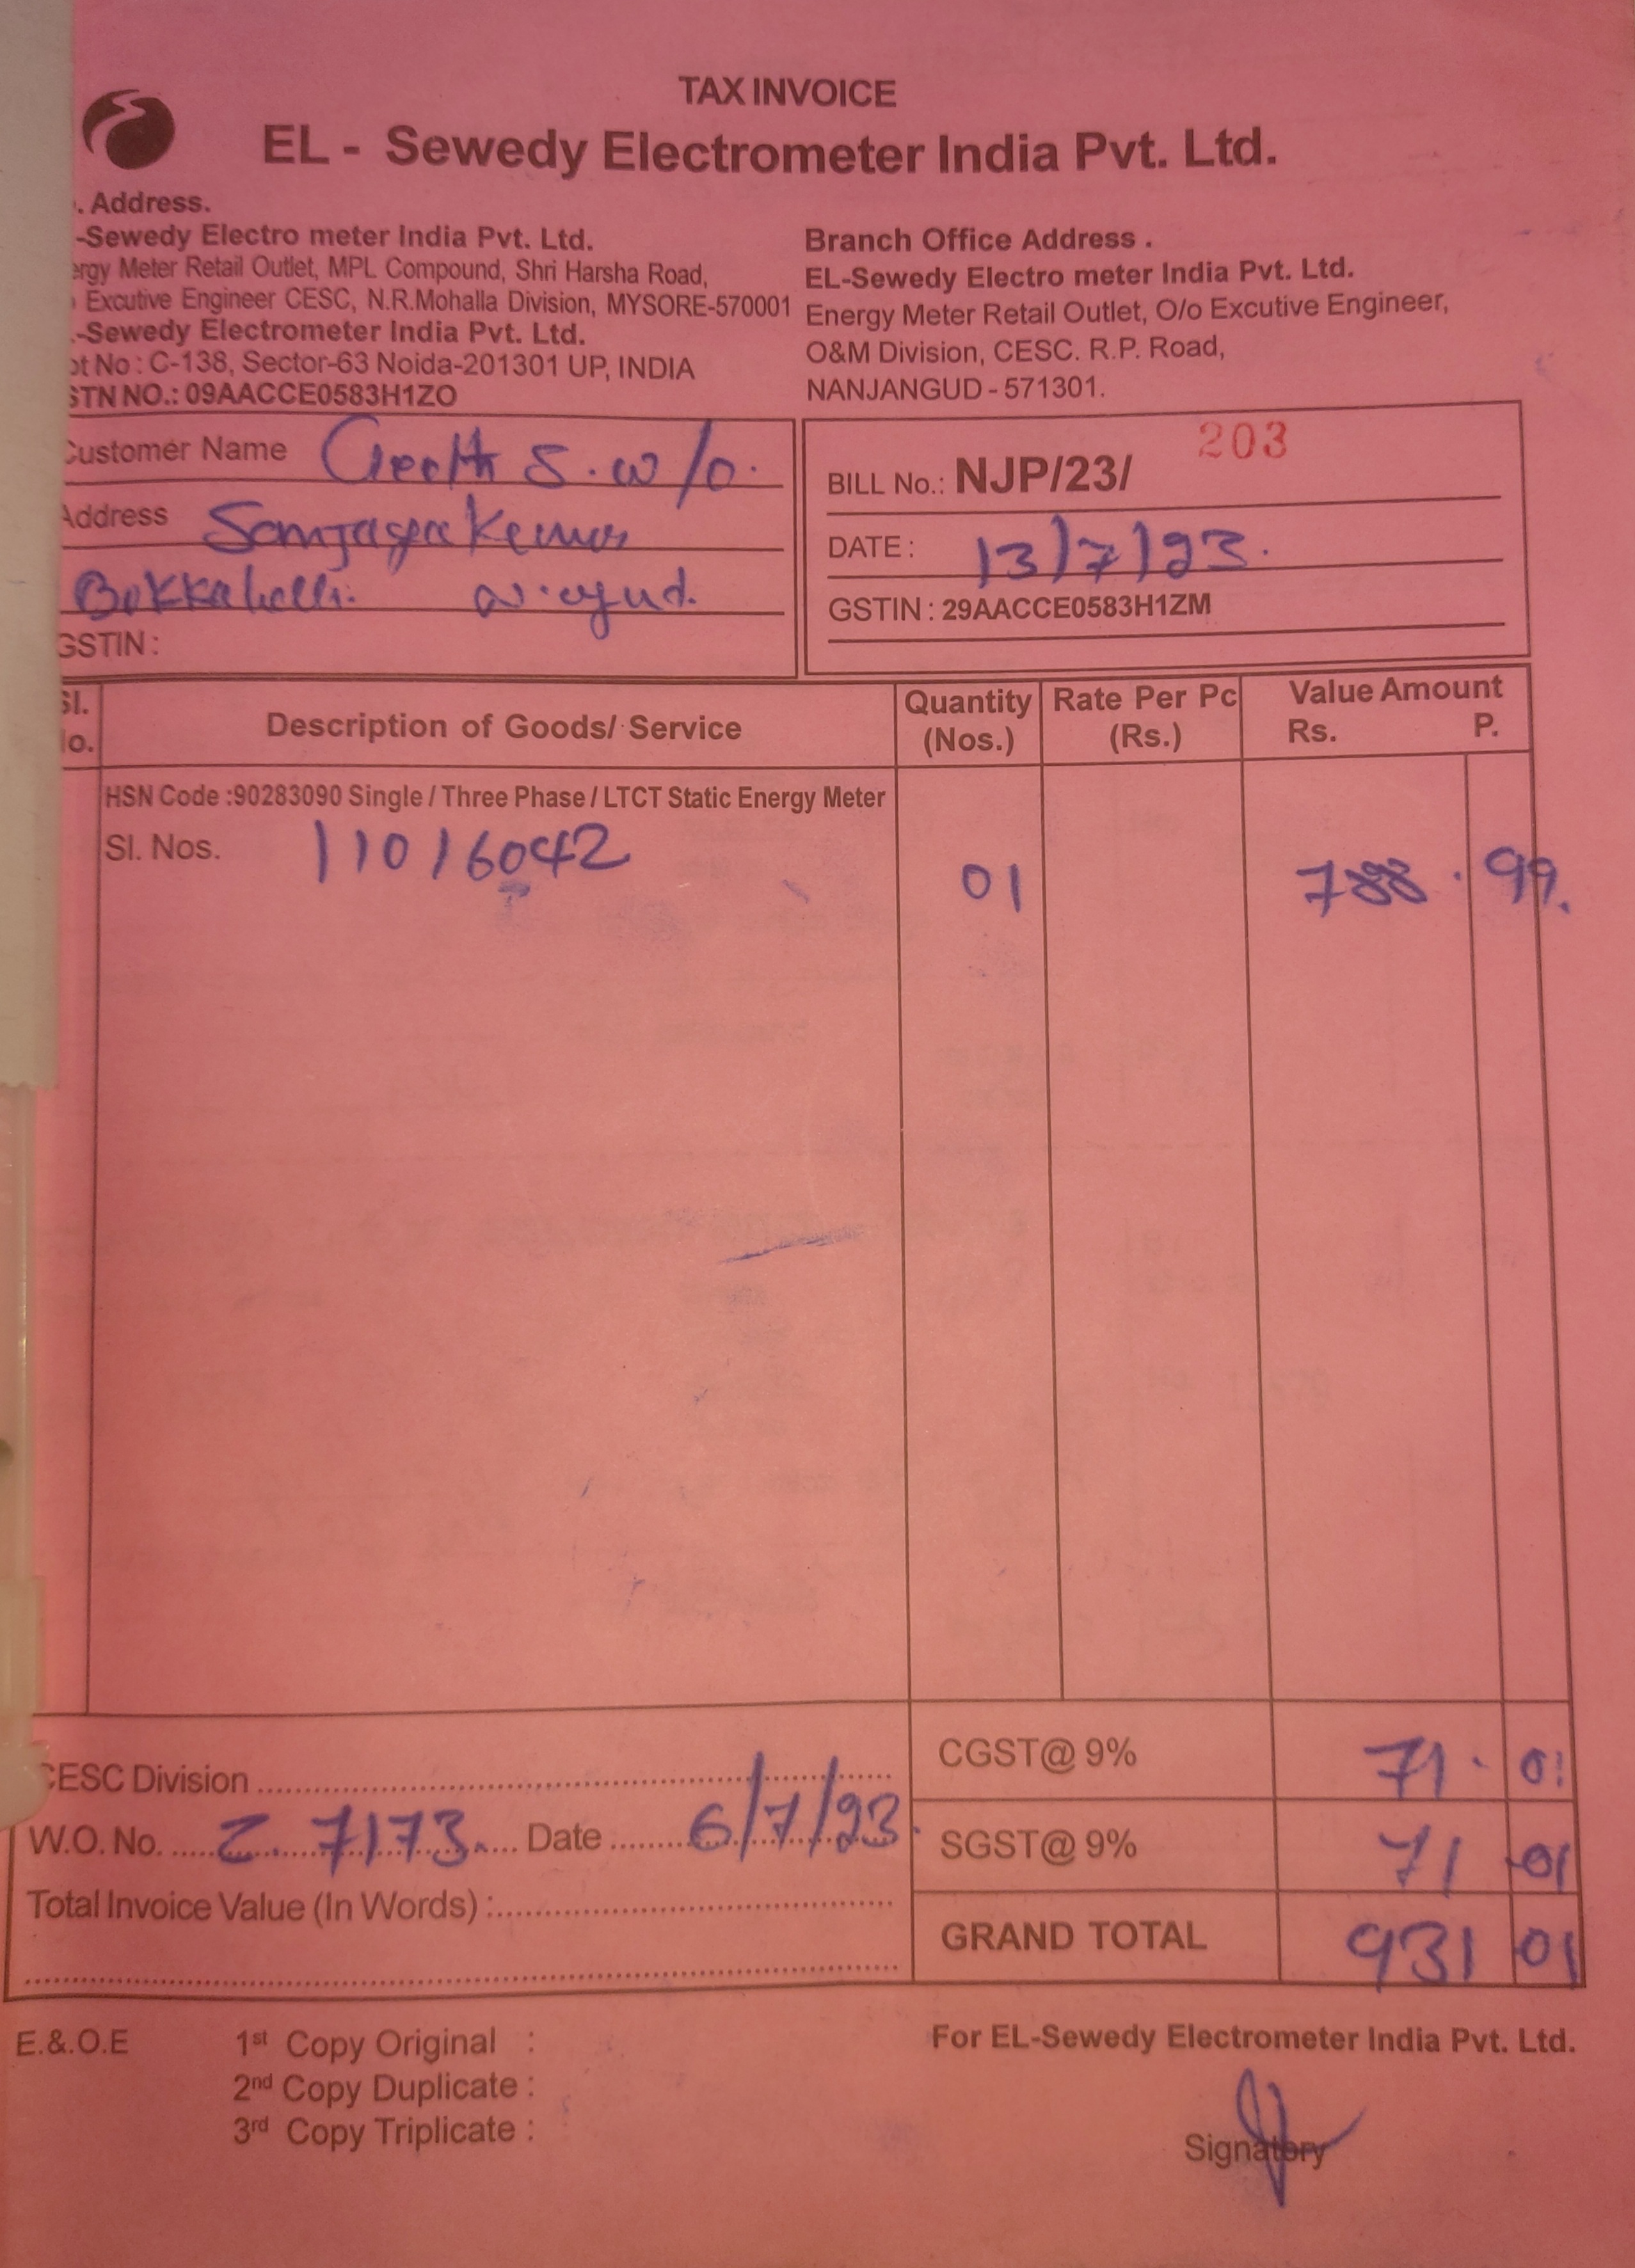 TAX INVOICE
EL - Sewedy Electrometer India Pvt. Ltd.
. Address.
-Sewedy Electro meter India Pvt. Ltd.
ergy Meter Retail Outlet, MPL Compound, Shri Harsha Road,
Excutive Engineer CESC, N.R.Mohalla Division, MYSORE-570001
.-Sewedy Electrometer India Pvt. Ltd.
ot No : C-138, Sector-63 Noida-201301 UP, INDIA
STN NO.: 09AACCE0583H1ZO
Branch Office Address .
EL-Sewedy Electro meter India Pvt. Ltd.
Energy Meter Retail Outlet, O/o Excutive Engineer,
O&M Division, CESC. R.P. Road,
NANJANGUD - 571301.
Customer Name S. w/o.
Address
GSTIN :
BILL No.: NJP/23/ 203
DATE : 13/7/23.
GSTIN : 29AACCE0583H1ZM
Sl. No. Description of Goods/ Service Quantity (Nos.) Rate Per Pc (Rs.) Value Amount Rs. P.
HSN Code :90283090 Single / Three Phase / LTCT Static Energy Meter
Sl. Nos. 11016042 01 788 . 99.
CESC Division
CGST@ 9% 71 . 01
W.O. No. 7173. Date 6/7/23.
SGST@ 9% 71 01
Total Invoice Value (In Words) :
GRAND TOTAL 931 01
E.&.O.E 1st Copy Original :
2nd Copy Duplicate :
3rd Copy Triplicate :
For EL-Sewedy Electrometer India Pvt. Ltd.
Signatory